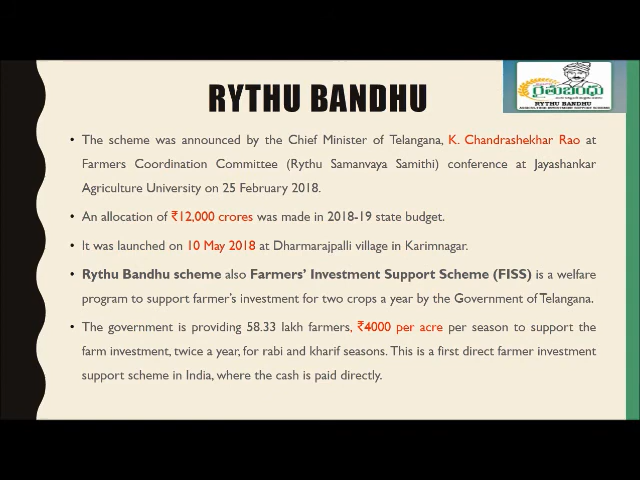 RYTHU BANDHU
రైతుబంధు
RYTHU BANDHU
AGRICULTURE INVESTMENT SUPPORT SCHEME
• The scheme was announced by the Chief Minister of Telangana, K. Chandrashekhar Rao at
Farmers Coordination Committee (Rythu Samanvaya Samithi) conference at Jayashankar
Agriculture University on 25 February 2018.
• An allocation of ₹12,000 crores was made in 2018-19 state budget.
• It was launched on 10 May 2018 at Dharmarajpalli village in Karimnagar.
• Rythu Bandhu scheme also Farmers' Investment Support Scheme (FISS) is a welfare
program to support farmer's investment for two crops a year by the Government of Telangana.
• The government is providing 58.33 lakh farmers, ₹4000 per acre per season to support the
farm investment, twice a year, for rabi and kharif seasons. This is a first direct farmer investment
support scheme in India, where the cash is paid directly.